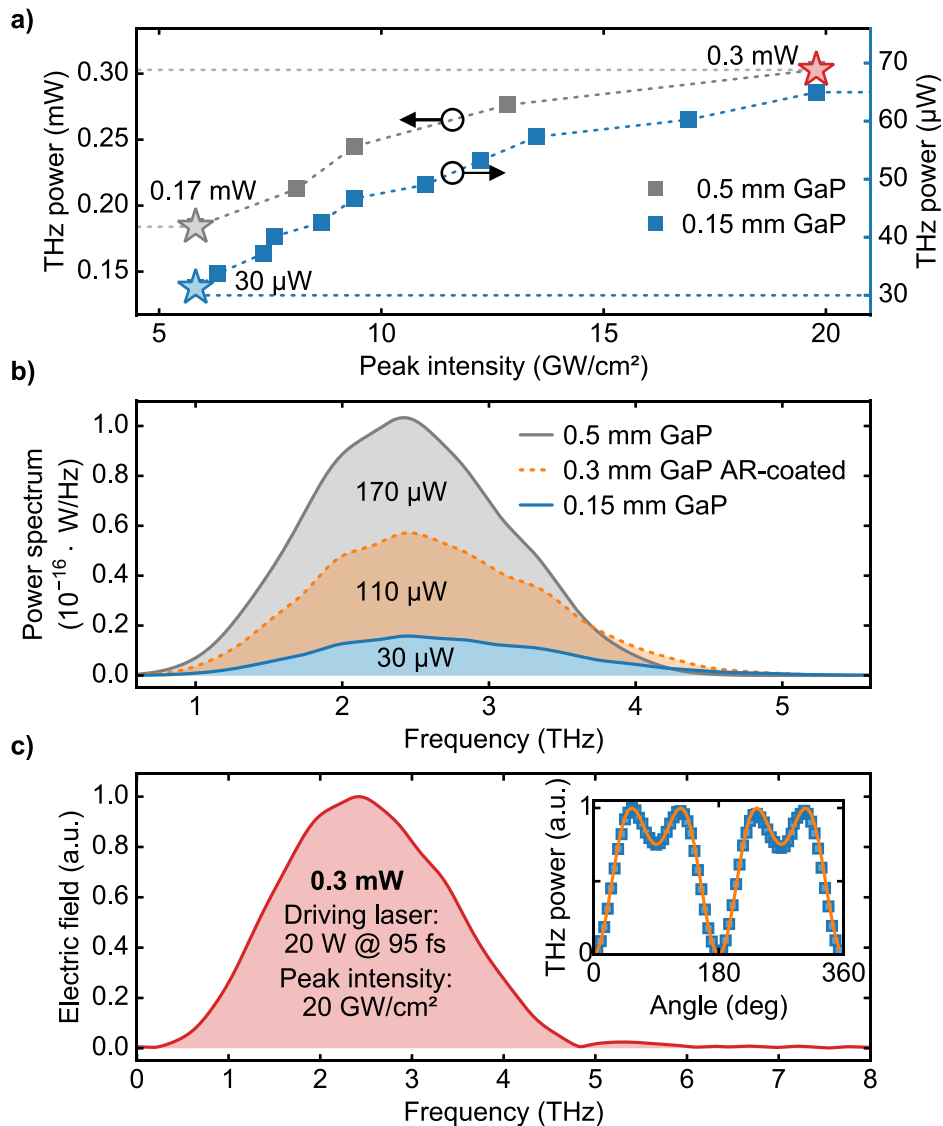 a)
THz power (mW)
0.30
0.25
0.20
0.15
0.3 mW
0.17 mW
30 µW
0.5 mm GaP
0.15 mm GaP
70
60
50
40
30
THz power (µW)
5 10 15 20
Peak intensity (GW/cm²)
b)
Power spectrum
(10⁻¹⁶ · W/Hz)
1.0
0.8
0.6
0.4
0.2
0.0
0.5 mm GaP
0.3 mm GaP AR-coated
0.15 mm GaP
170 µW
110 µW
30 µW
1 2 3 4 5
Frequency (THz)
c)
Electric field (a.u.)
1.0
0.8
0.6
0.4
0.2
0.0
0.3 mW
Driving laser:
20 W @ 95 fs
Peak intensity:
20 GW/cm²
THz power (a.u.)
1
0
0 180 360
Angle (deg)
0 1 2 3 4 5 6 7 8
Frequency (THz)